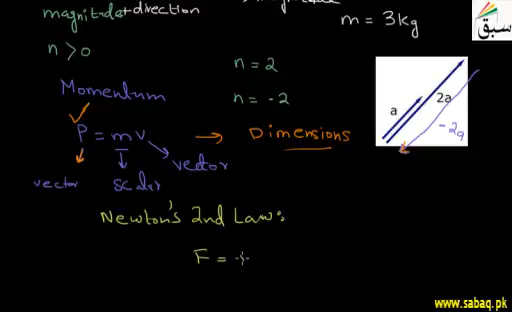 magnitude + direction
n > 0
m = 3kg
سبق
n = 2
n = -2
Momentum
P = mv → Dimensions
vector
scalar
vector
a
2a
-2a
Newton's 2nd Law:
F =
www.sabaq.pk